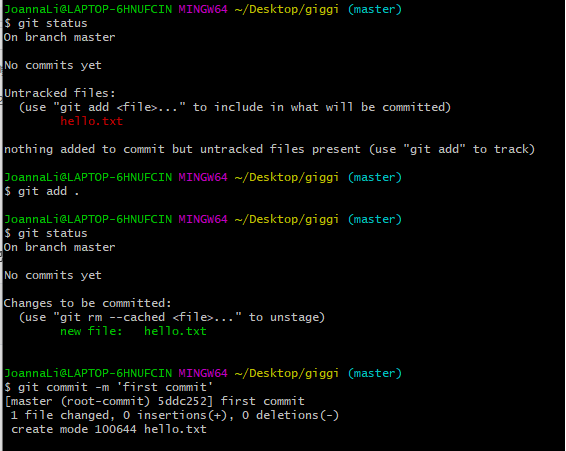 JoannaLi@LAPTOP-6HNUFCIN MINGW64 ~/Desktop/giggi (master)
$ git status
On branch master
No commits yet
Untracked files:
  (use "git add <file>..." to include in what will be committed)
        hello.txt
nothing added to commit but untracked files present (use "git add" to track)
JoannaLi@LAPTOP-6HNUFCIN MINGW64 ~/Desktop/giggi (master)
$ git add .
JoannaLi@LAPTOP-6HNUFCIN MINGW64 ~/Desktop/giggi (master)
$ git status
On branch master
No commits yet
Changes to be committed:
  (use "git rm --cached <file>..." to unstage)
        new file:   hello.txt
JoannaLi@LAPTOP-6HNUFCIN MINGW64 ~/Desktop/giggi (master)
$ git commit -m 'first commit'
[master (root-commit) 5ddc252] first commit
 1 file changed, 0 insertions(+), 0 deletions(-)
 create mode 100644 hello.txt